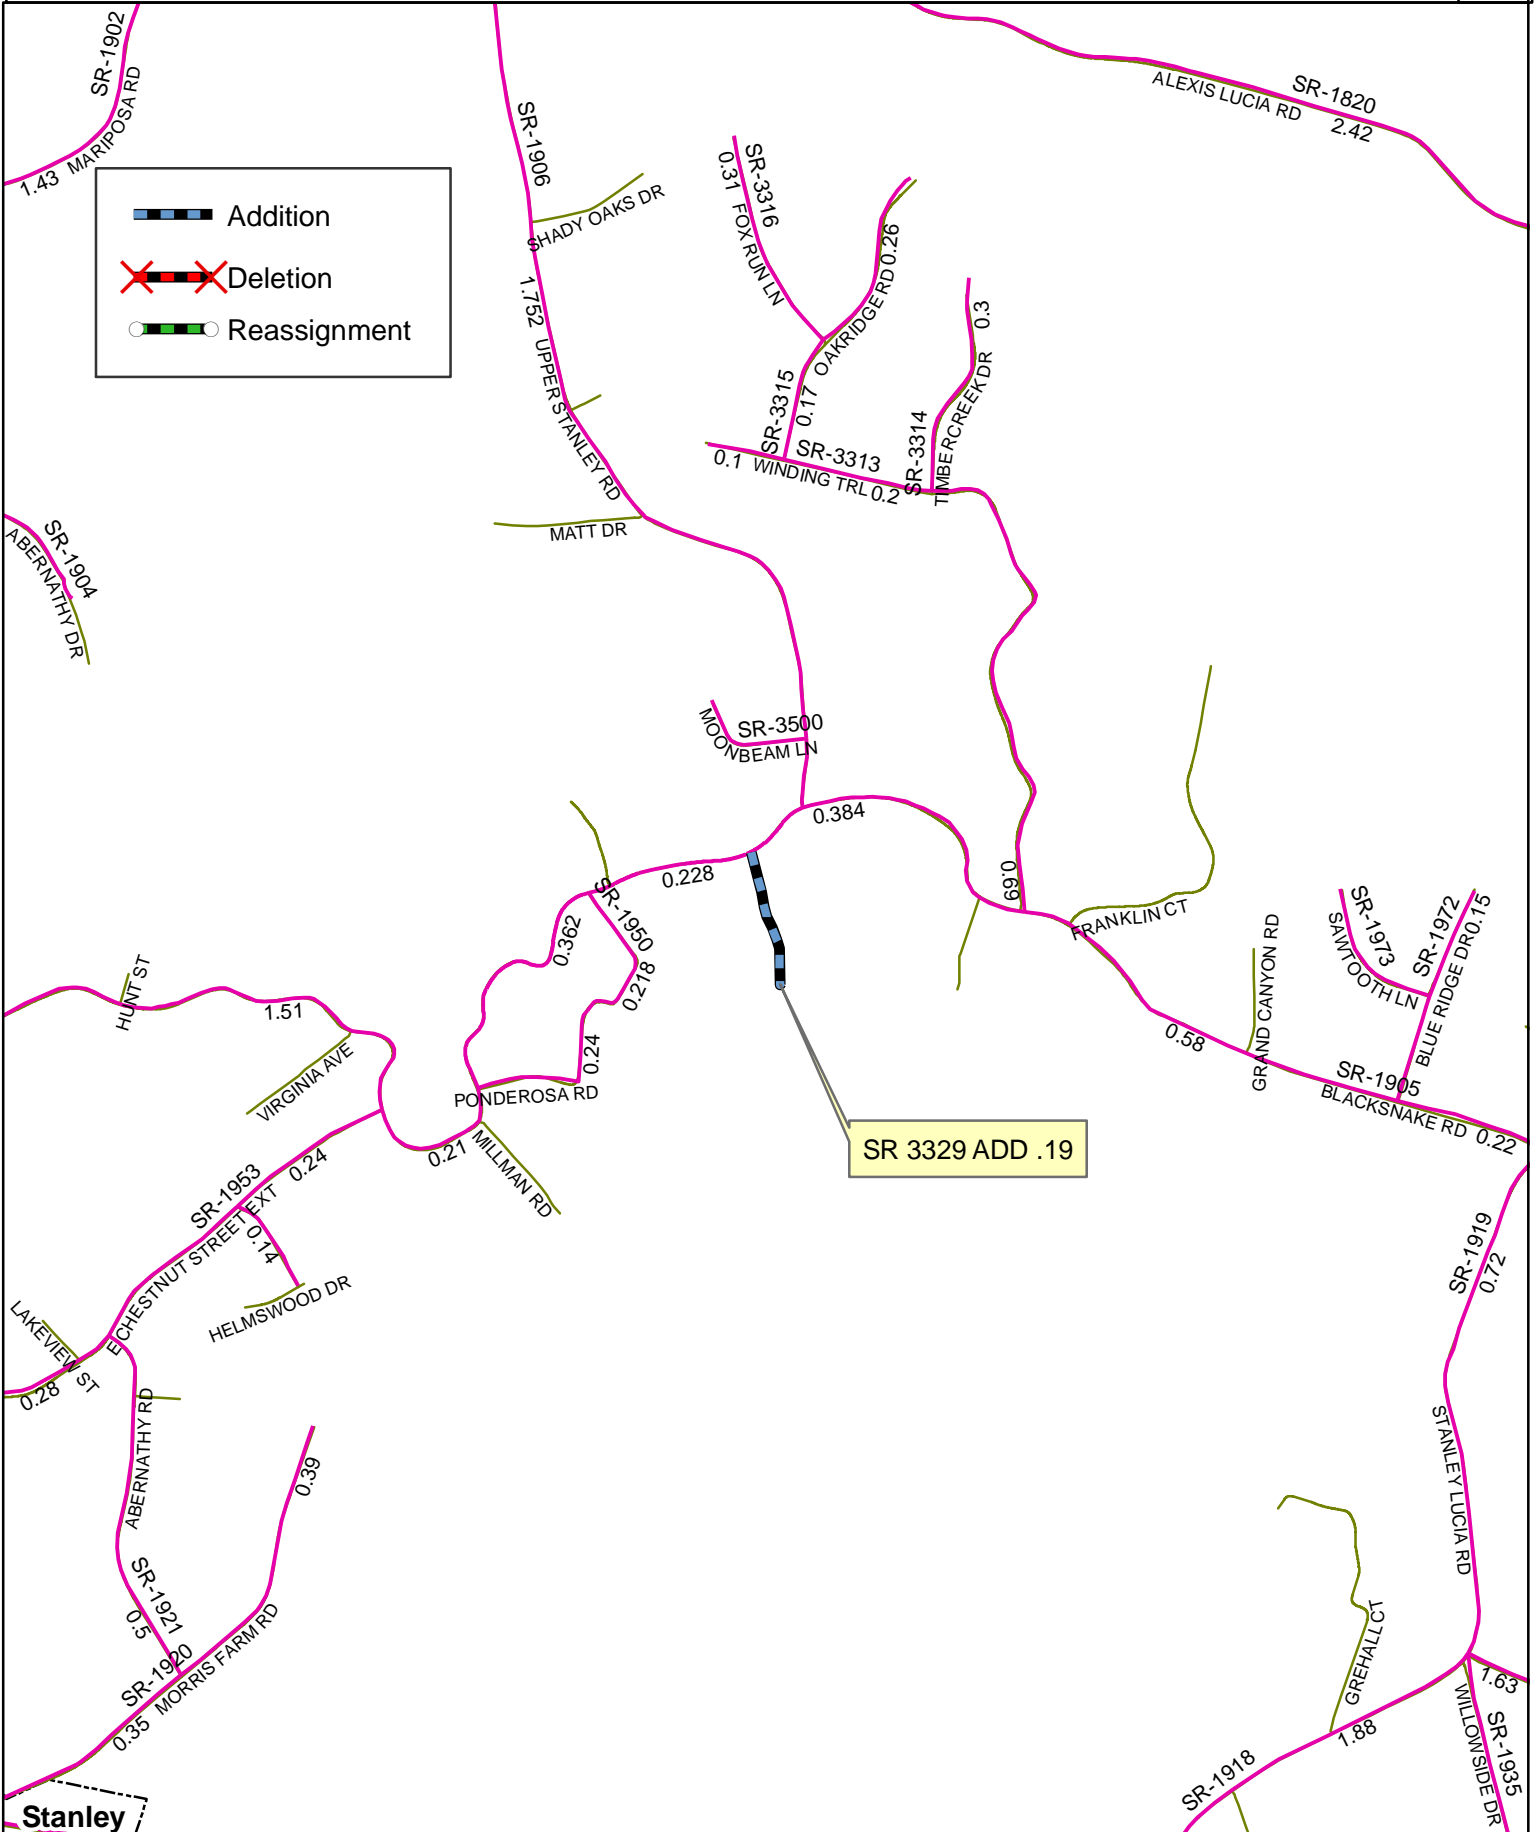 SR-1902
MARIPOSA RD
1.43
Addition
Deletion
Reassignment
SR-1906
SHADY OAKS DR
1.752
UPPER STANLEY RD
MATT DR
ALEXIS LUCIA RD
SR-1820
2.42
SR-3316
0.31
FOX RUN LN
0.26
OAKRIDGE RD
SR-3315
0.17
0.3
TIMBERCREEK DR
SR-3314
SR-3313
0.1
WINDING TRL
0.2
SR-1904
ABERNATHY DR
SR-3500
MOONBEAM LN
0.384
0.228
0.69
FRANKLIN CT
SR-1950
0.362
0.218
0.24
PONDEROSA RD
HUNT ST
1.51
VIRGINIA AVE
0.21
MILLMAN RD
SR 3329 ADD .19
GRAND CANYON RD
0.58
SR-1973
SAWTOOTH LN
SR-1972
0.15
BLUE RIDGE DR
SR-1905
BLACKSNAKE RD
0.22
SR-1953
0.24
E CHESTNUT STREET EXT
0.14
HELMSWOOD DR
LAKEVIEW ST
0.28
ABERNATHY RD
0.39
SR-1921
0.5
SR-1920
MORRIS FARM RD
0.35
Stanley
SR-1919
0.72
STANLEY LUCIA RD
GREHALL CT
1.63
1.88
SR-1918
WILLOWSIDE DR
SR-1935